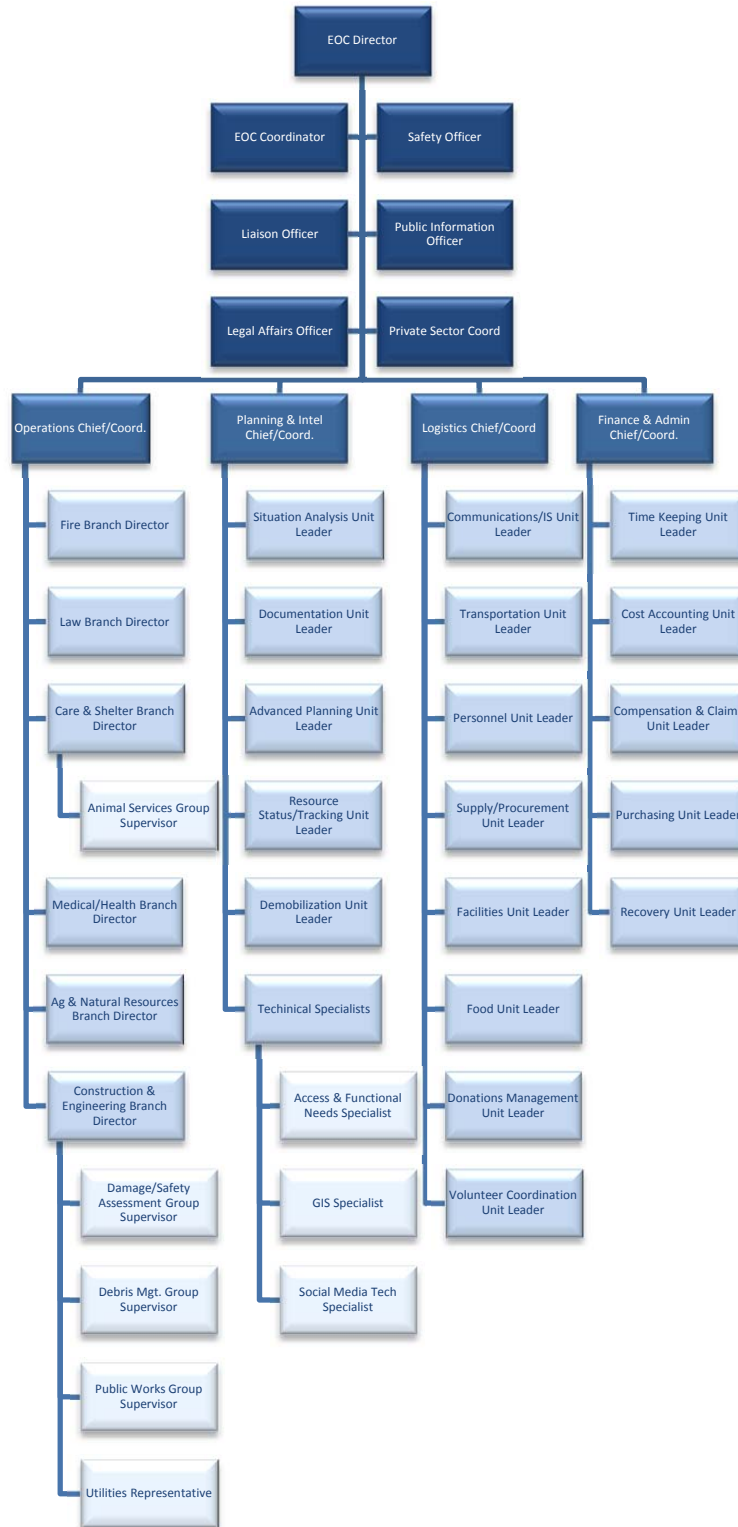 EOC Director
EOC Coordinator
Safety Officer
Liaison Officer
Public Information
Officer
Legal Affairs Officer
Private Sector Coord
Operations Chief/Coord.
Fire Branch Director
Law Branch Director
Care & Shelter Branch
Director
Animal Services Group
Supervisor
Medical/Health Branch
Director
Ag & Natural Resources
Branch Director
Construction &
Engineering Branch
Director
Damage/Safety
Assessment Group
Supervisor
Debris Mgt. Group
Supervisor
Public Works Group
Supervisor
Utilities Representative
Planning & Intel
Chief/Coord.
Situation Analysis Unit
Leader
Documentation Unit
Leader
Advanced Planning Unit
Leader
Resource
Status/Tracking Unit
Leader
Demobilization Unit
Leader
Techinical Specialists
Access & Functional
Needs Specialist
GIS Specialist
Social Media Tech
Specialist
Logistics Chief/Coord
Communications/IS Unit
Leader
Transportation Unit
Leader
Personnel Unit Leader
Supply/Procurement
Unit Leader
Facilities Unit Leader
Food Unit Leader
Donations Management
Unit Leader
Volunteer Coordination
Unit Leader
Finance & Admin
Chief/Coord.
Time Keeping Unit
Leader
Cost Accounting Unit
Leader
Compensation & Claim
Unit Leader
Purchasing Unit Leader
Recovery Unit Leader